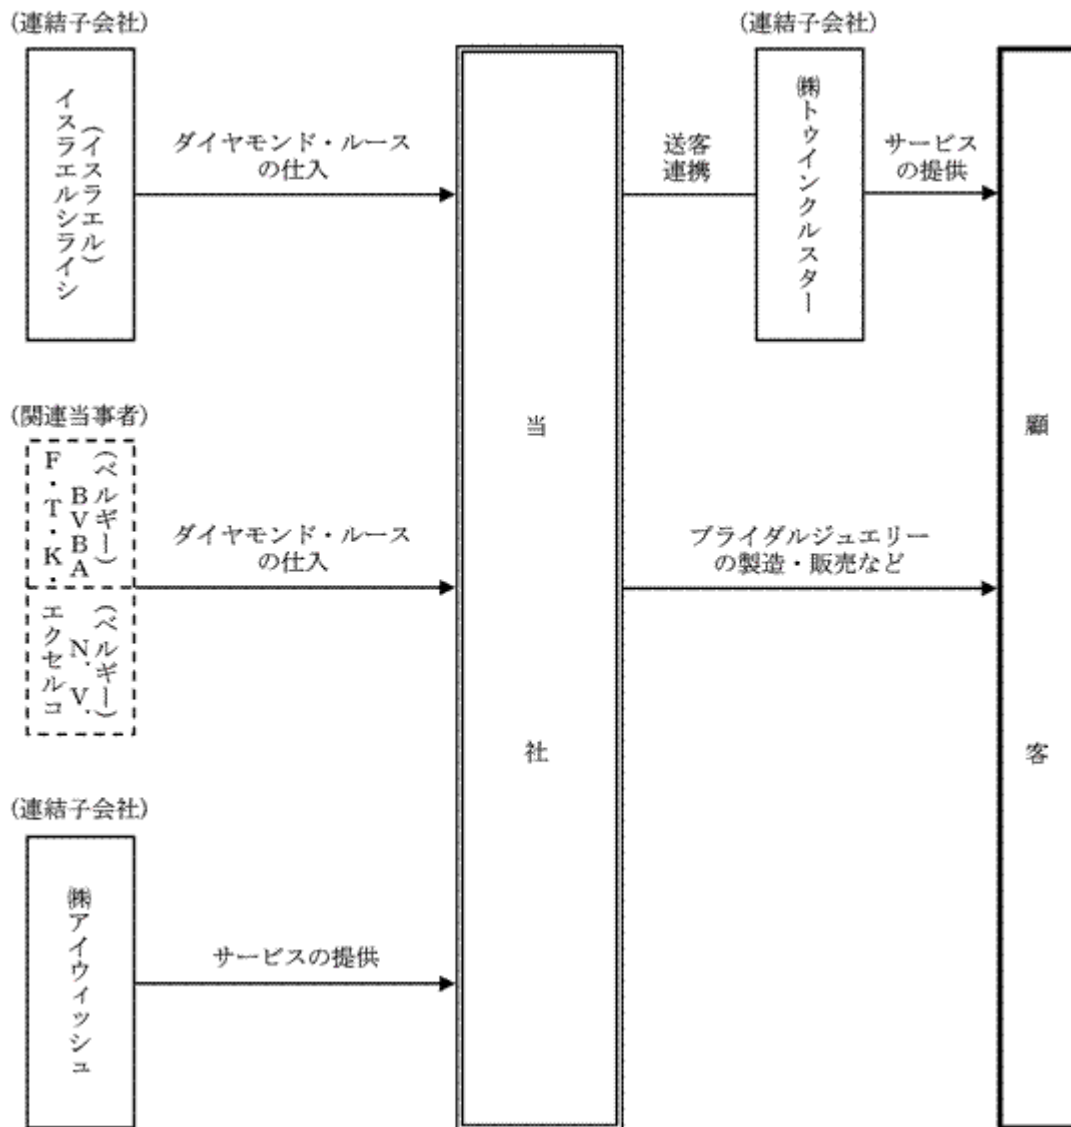 (連結子会社)
イスラエルシライシ
(イスラエル)
ダイヤモンド・ルース
の仕入
(関連当事者)
F・T・K・
BVBA
(ベルギー)
エクセルコ
N.V.
(ベルギー)
ダイヤモンド・ルース
の仕入
(連結子会社)
㈱アイウィッシュ
サービスの提供
当社
送客
連携
(連結子会社)
㈱トゥインクルスター
サービス
の提供
ブライダルジュエリー
の製造・販売など
顧客